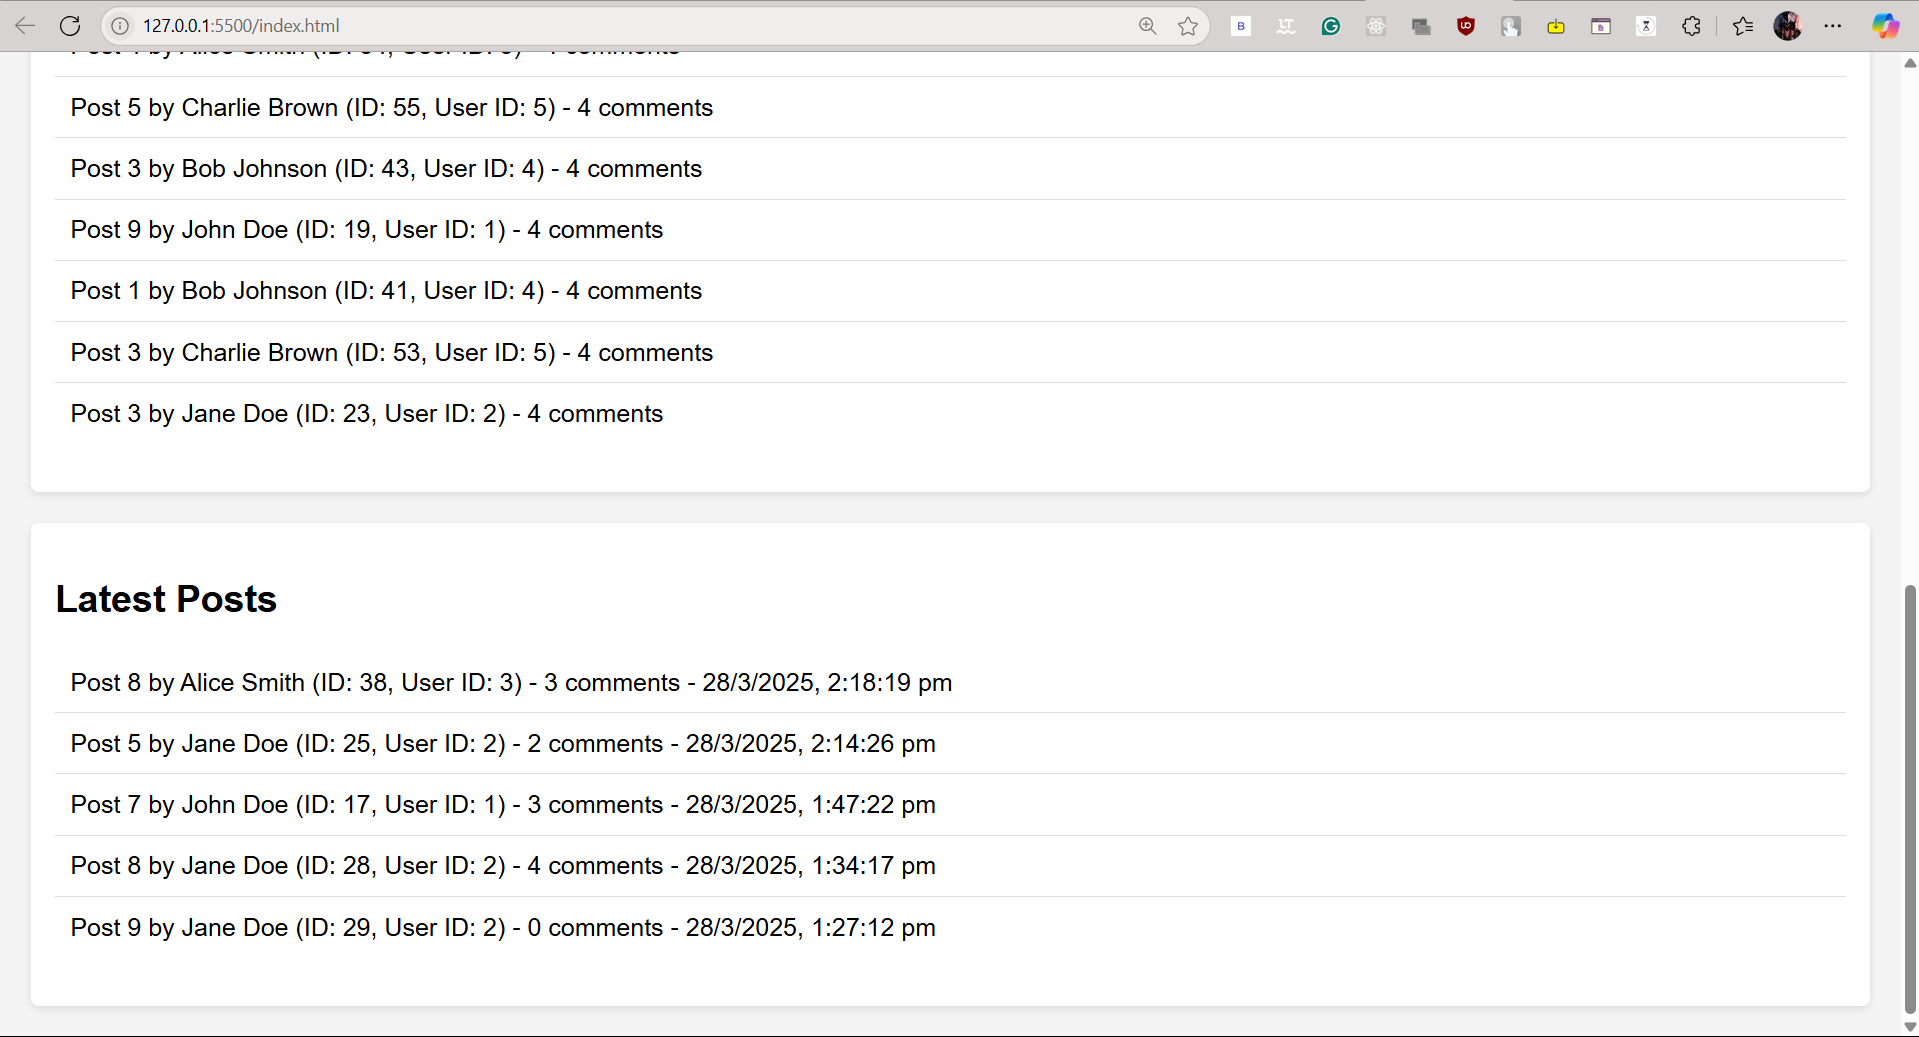 127.0.0.1:5500/index.html
Post 5 by Charlie Brown (ID: 55, User ID: 5) - 4 comments
Post 3 by Bob Johnson (ID: 43, User ID: 4) - 4 comments
Post 9 by John Doe (ID: 19, User ID: 1) - 4 comments
Post 1 by Bob Johnson (ID: 41, User ID: 4) - 4 comments
Post 3 by Charlie Brown (ID: 53, User ID: 5) - 4 comments
Post 3 by Jane Doe (ID: 23, User ID: 2) - 4 comments
Latest Posts
Post 8 by Alice Smith (ID: 38, User ID: 3) - 3 comments - 28/3/2025, 2:18:19 pm
Post 5 by Jane Doe (ID: 25, User ID: 2) - 2 comments - 28/3/2025, 2:14:26 pm
Post 7 by John Doe (ID: 17, User ID: 1) - 3 comments - 28/3/2025, 1:47:22 pm
Post 8 by Jane Doe (ID: 28, User ID: 2) - 4 comments - 28/3/2025, 1:34:17 pm
Post 9 by Jane Doe (ID: 29, User ID: 2) - 0 comments - 28/3/2025, 1:27:12 pm